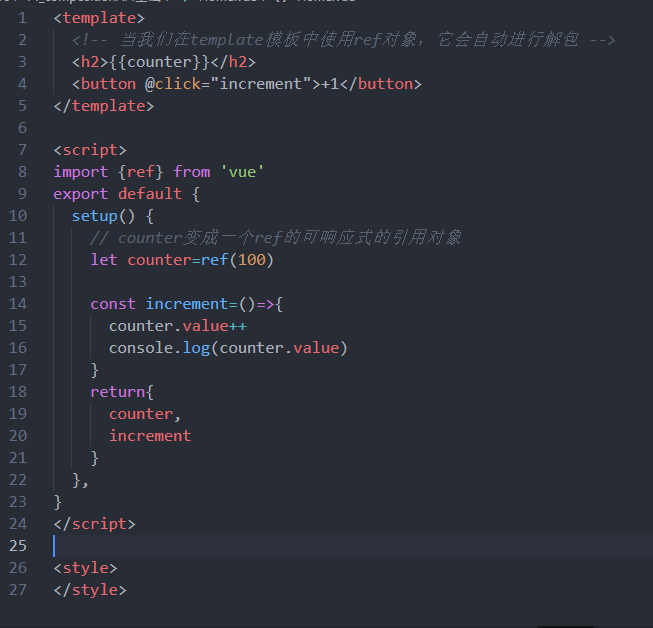 1 <template>
2 <!-- 当我们在template模板中使用ref对象，它会自动进行解包 -->
3 <h2>{{counter}}</h2>
4 <button @click="increment">+1</button>
5 </template>
6
7 <script>
8 import {ref} from 'vue'
9 export default {
10 setup() {
11 // counter变成一个ref的可响应式的引用对象
12 let counter=ref(100)
13
14 const increment=()=>{
15 counter.value++
16 console.log(counter.value)
17 }
18 return{
19 counter,
20 increment
21 }
22 },
23 }
24 </script>
25
26 <style>
27 </style>